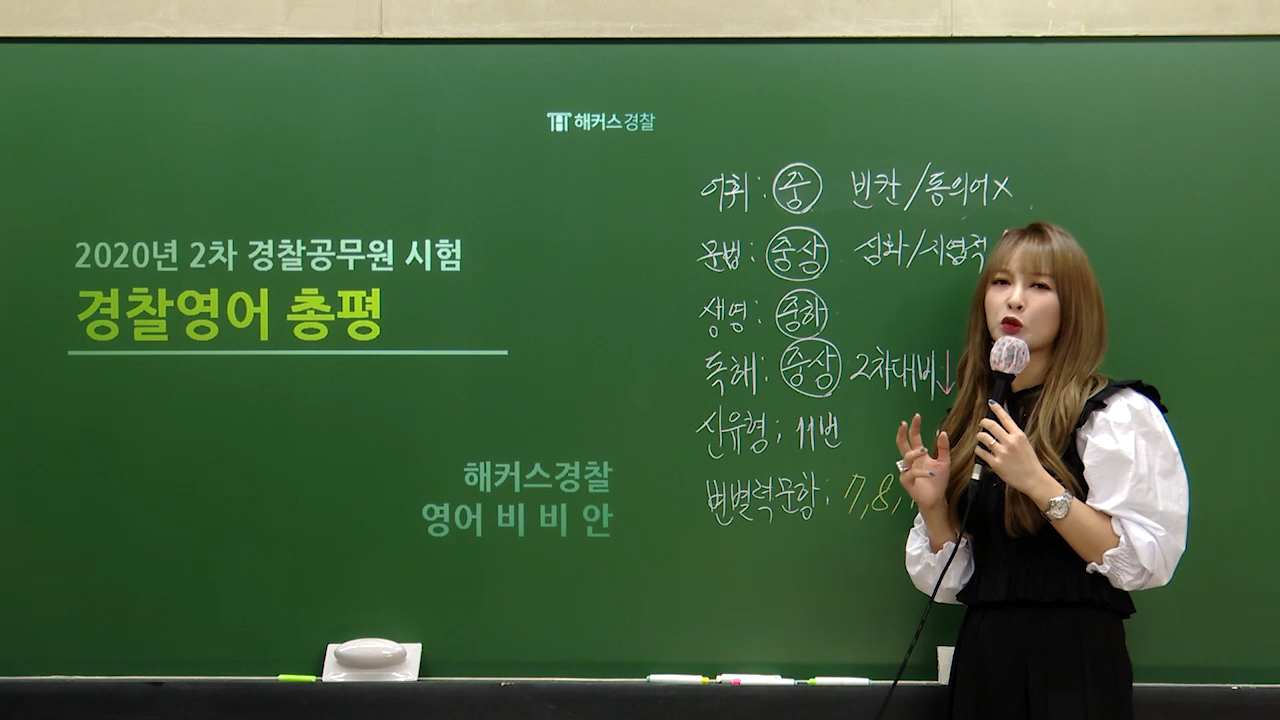 해커스경찰
2020년 2차 경찰공무원 시험
경찰영어 총평
해커스경찰
영어 비 비 안
어휘 : 중 빈칸 / 동의어X
문법 : 중상 심화/지엽적
생영 : 중하
독해 : 중상 2차대비↓
신유형 ; 11번
변별력문항 ; 7, 8,